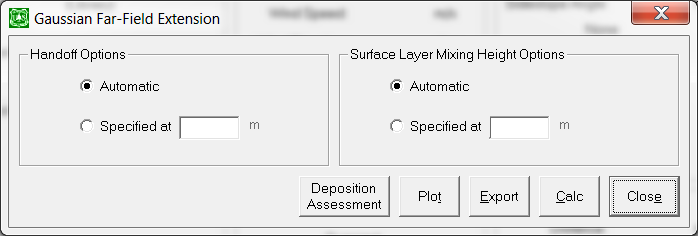 Gaussian Far-Field Extension
Handoff Options
Automatic
Specified at m
Surface Layer Mixing Height Options
Automatic
Specified at m
Deposition
Assessment
Plot
Export
Calc
Close